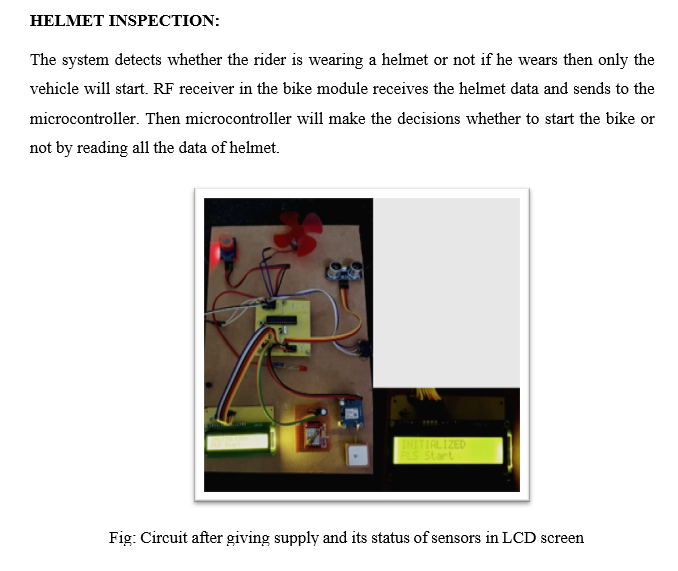 HELMET INSPECTION:
The system detects whether the rider is wearing a helmet or not if he wears then only the
vehicle will start. RF receiver in the bike module receives the helmet data and sends to the
microcontroller. Then microcontroller will make the decisions whether to start the bike or
not by reading all the data of helmet.
INITIALIZED
PLS Start
Fig: Circuit after giving supply and its status of sensors in LCD screen